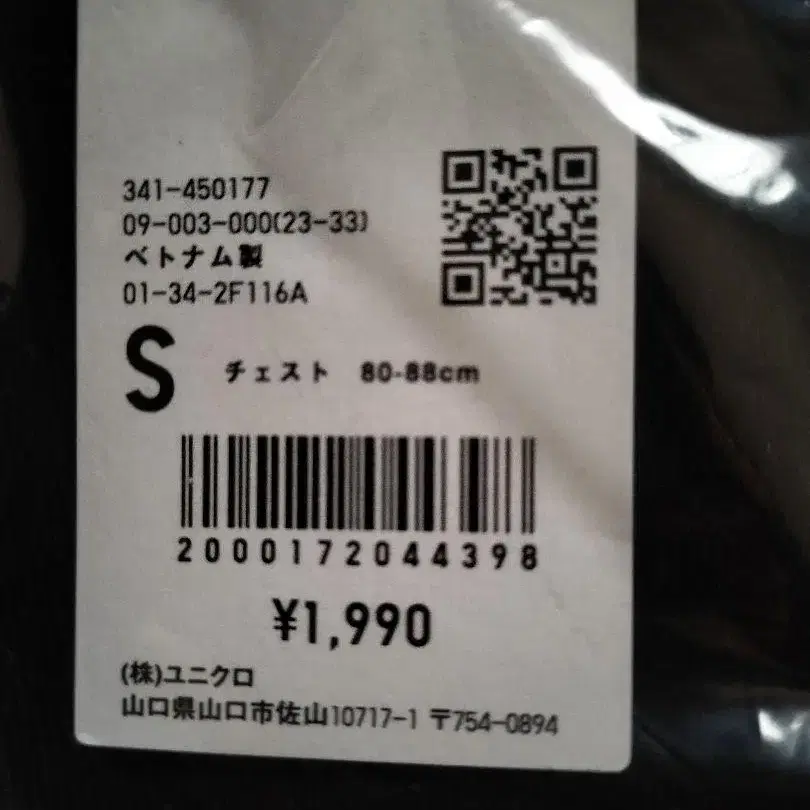 341-450177
09-003-000(23-33)
ベトナム製
01-34-2F116A
S チェスト 80-88cm
2000172044398
¥1,990
(株)ユニクロ
山口県山口市佐山10717-1 〒754-0894